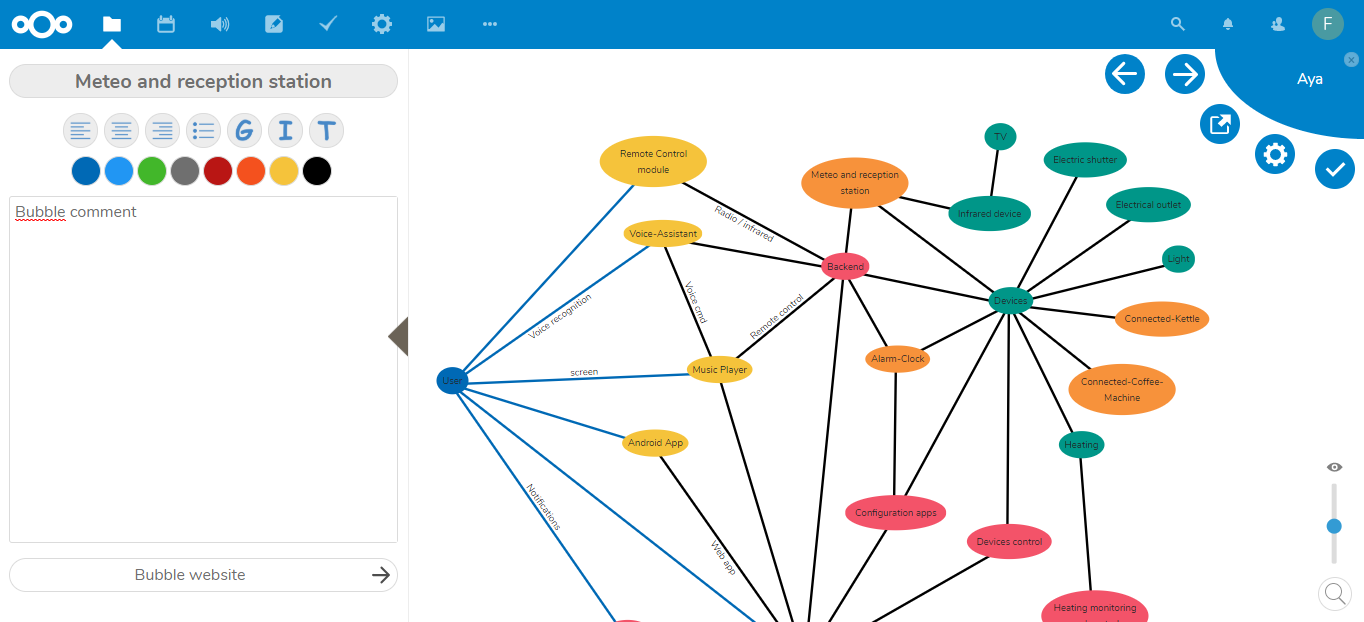 F
Meteo and reception station
Aya
x
G I T
Bubble comment
Bubble website
TV
Remote Control
module
Electric shutter
Meteo and reception
station
Electrical outlet
Infrared device
Radio / infrared
Voice-Assistant
Light
Backend
Devices
Voice cmd
Voice recognition
Remote control
Connected-Kettle
Alarm-Clock
Music Player
screen
User
Connected-Coffee-
Machine
Android App
Heating
Notifications
Configuration apps
Devices control
Web app
Heating monitoring